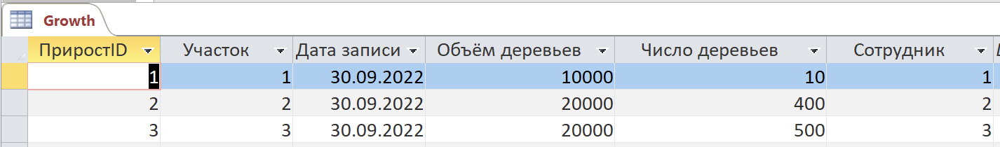 Growth
ПриростID Участок Дата записи Объём деревьев Число деревьев Сотрудник
1 1 30.09.2022 10000 10 1
2 2 30.09.2022 20000 400 2
3 3 30.09.2022 20000 500 3